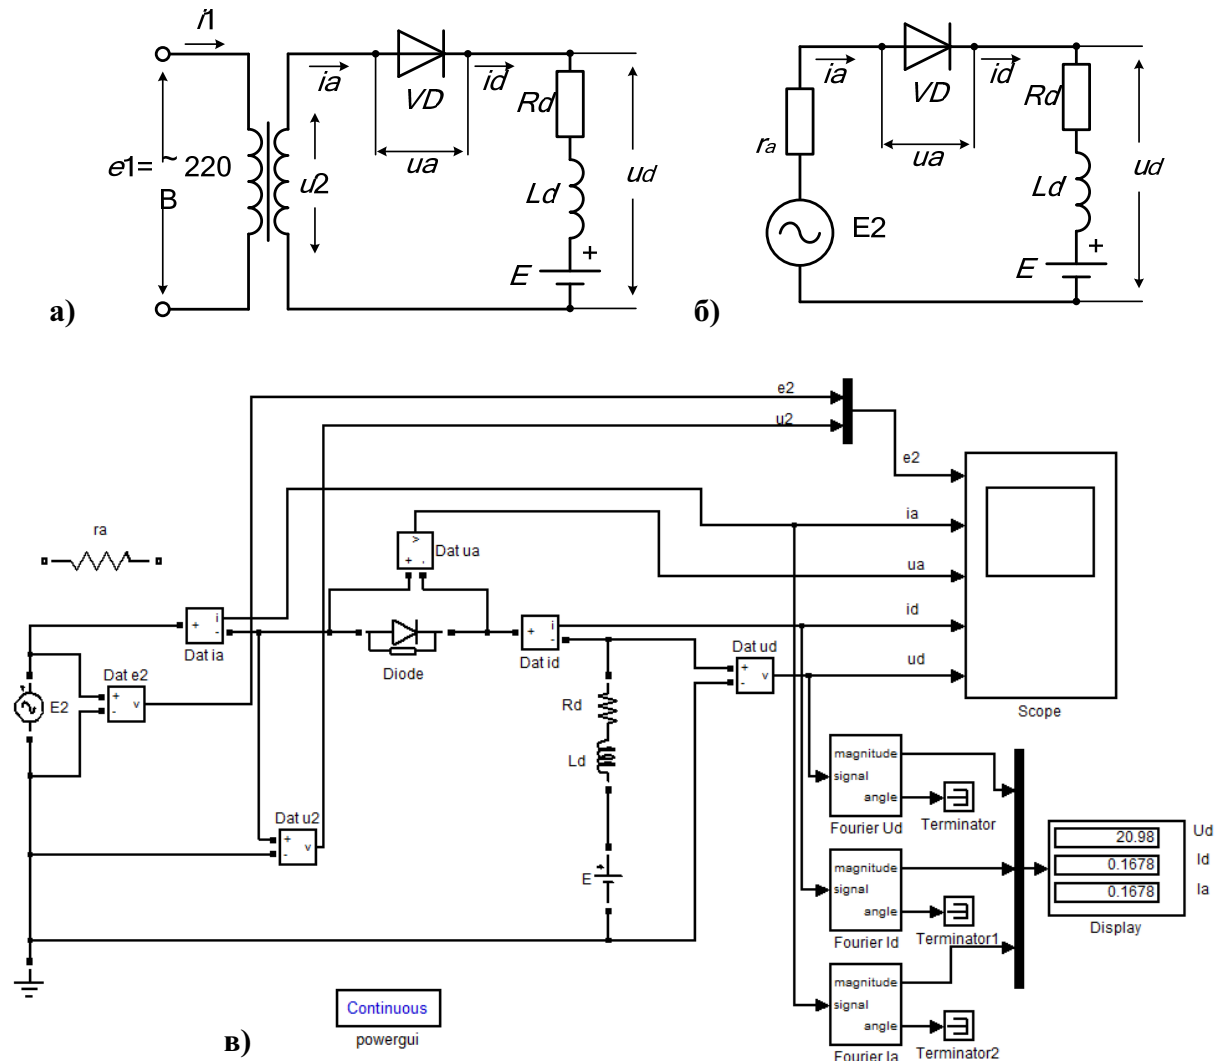 i1
ia
VD
id
Rd
e1= ~ 220
B
u2
ua
Ld
ud
E
+
а)
ia
VD
id
Rd
ra
ua
Ld
ud
E2
E
+
б)
e2
u2
e2
ra
ia
Dat ua
v
+ -
ua
id
ud
+ i -
Dat ia
Diode
+ i -
Dat id
Dat ud
+ v -
Scope
Dat e2
+ v -
E2
Rd
Ld
magnitude
signal
angle
Fourier Ud
Terminator
Dat u2
+ v -
E
magnitude
signal
angle
Fourier Id
Terminator1
20.98
0.1678
0.1678
Ud
Id
Ia
Display
magnitude
signal
angle
Fourier Ia
Terminator2
Continuous
powergui
в)